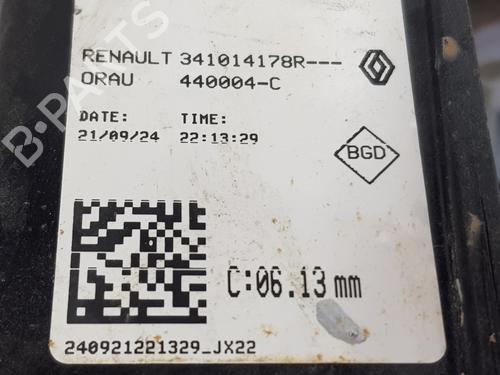 RENAULT 341014178R---
ORAU 440004-C
DATE: TIME:
21/09/24 22:13:29
BGD
C:06.13 mm
240921221329_JX22
B-PARTS